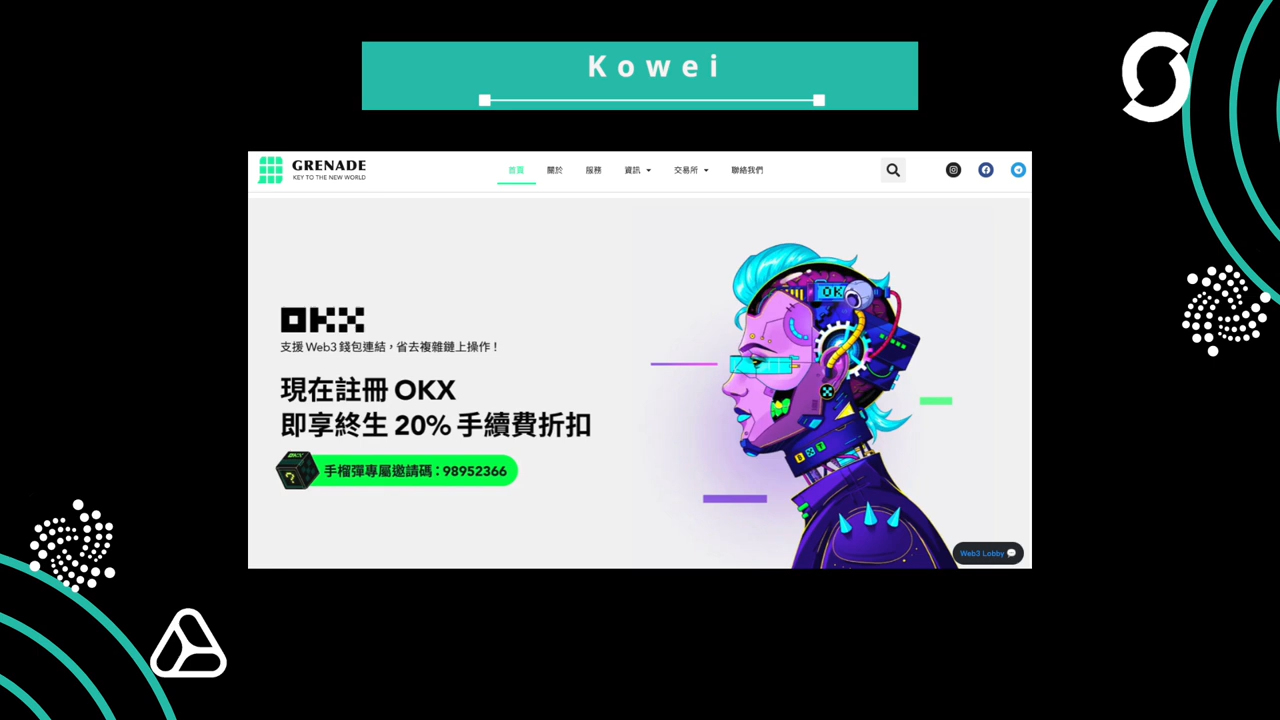 Kowei
GRENADE
KEY TO THE NEW WORLD
首頁 關於 服務 資訊 交易所 聯絡我們
OKX
支援 Web3 錢包連結，省去複雜鏈上操作！
現在註冊 OKX
即享終生 20% 手續費折扣
手榴彈專屬邀請碼：98952366
OK
Web3 Lobby